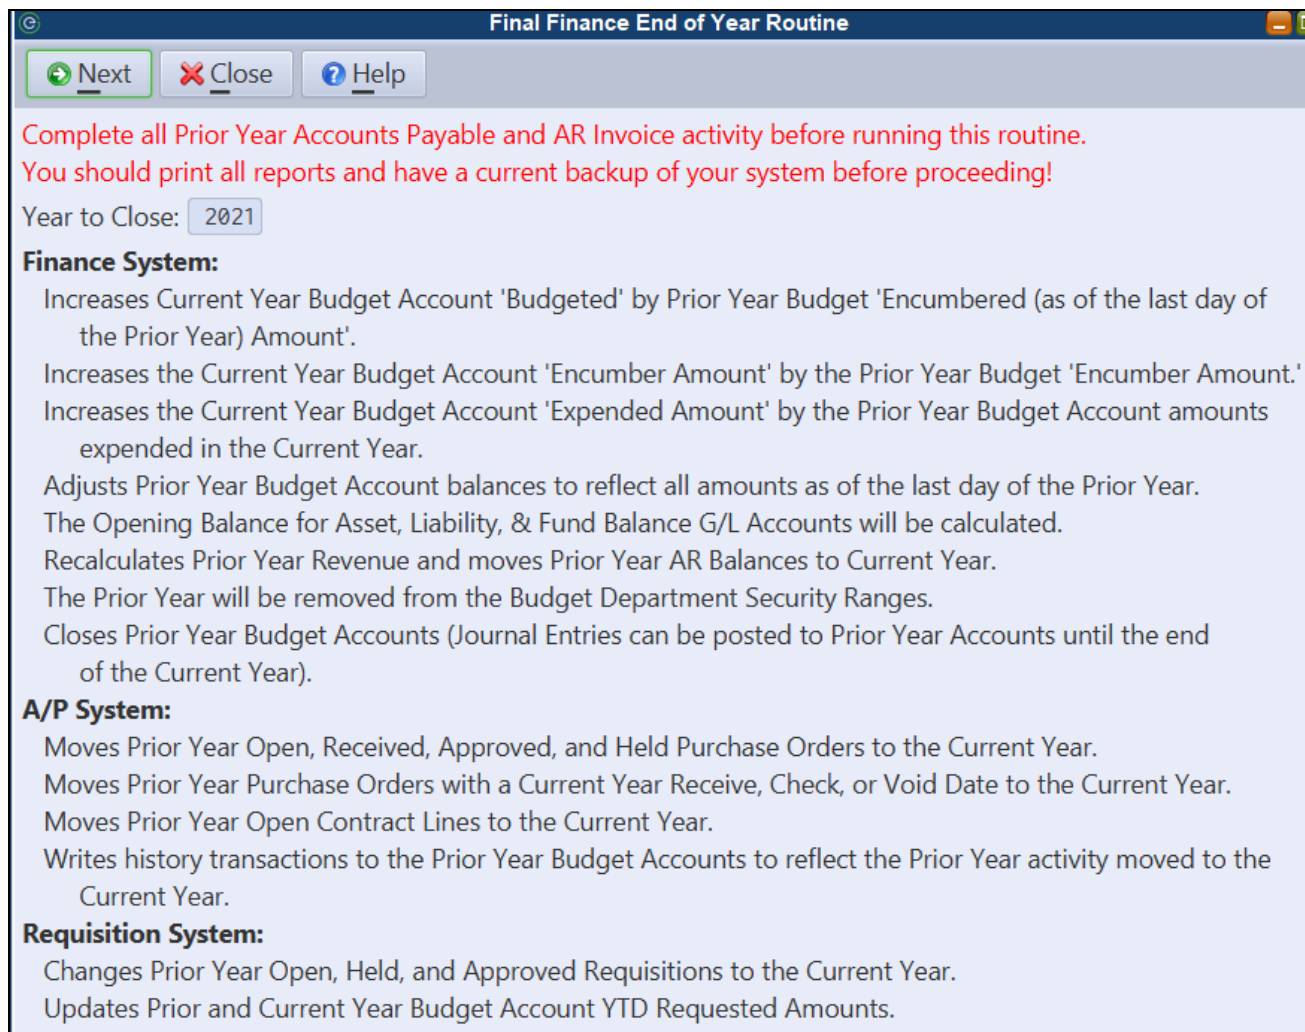 Final Finance End of Year Routine
Next Close Help
Complete all Prior Year Accounts Payable and AR Invoice activity before running this routine.
You should print all reports and have a current backup of your system before proceeding!
Year to Close: 2021
Finance System:
Increases Current Year Budget Account 'Budgeted' by Prior Year Budget 'Encumbered (as of the last day of
the Prior Year) Amount'.
Increases the Current Year Budget Account 'Encumber Amount' by the Prior Year Budget 'Encumber Amount.'
Increases the Current Year Budget Account 'Expended Amount' by the Prior Year Budget Account amounts
expended in the Current Year.
Adjusts Prior Year Budget Account balances to reflect all amounts as of the last day of the Prior Year.
The Opening Balance for Asset, Liability, & Fund Balance G/L Accounts will be calculated.
Recalculates Prior Year Revenue and moves Prior Year AR Balances to Current Year.
The Prior Year will be removed from the Budget Department Security Ranges.
Closes Prior Year Budget Accounts (Journal Entries can be posted to Prior Year Accounts until the end
of the Current Year).
A/P System:
Moves Prior Year Open, Received, Approved, and Held Purchase Orders to the Current Year.
Moves Prior Year Purchase Orders with a Current Year Receive, Check, or Void Date to the Current Year.
Moves Prior Year Open Contract Lines to the Current Year.
Writes history transactions to the Prior Year Budget Accounts to reflect the Prior Year activity moved to the
Current Year.
Requisition System:
Changes Prior Year Open, Held, and Approved Requisitions to the Current Year.
Updates Prior and Current Year Budget Account YTD Requested Amounts.